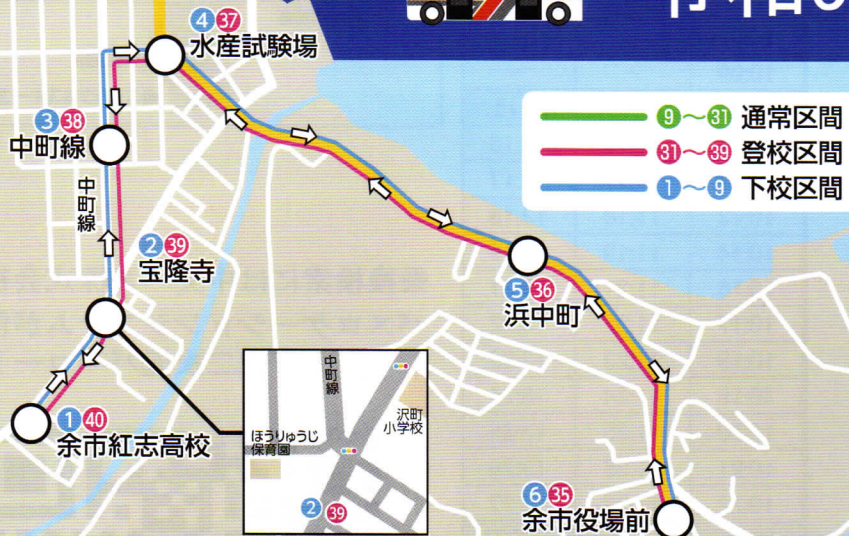 4 37
水産試験場
9～31 通常区間
31～39 登校区間
1～9 下校区間
3 38
中町線
中町線
2 39
宝隆寺
5 36
浜中町
1 40
余市紅志高校
中町線
沢町
小学校
ほうりゅうじ
保育園
2 39
6 35
余市役場前